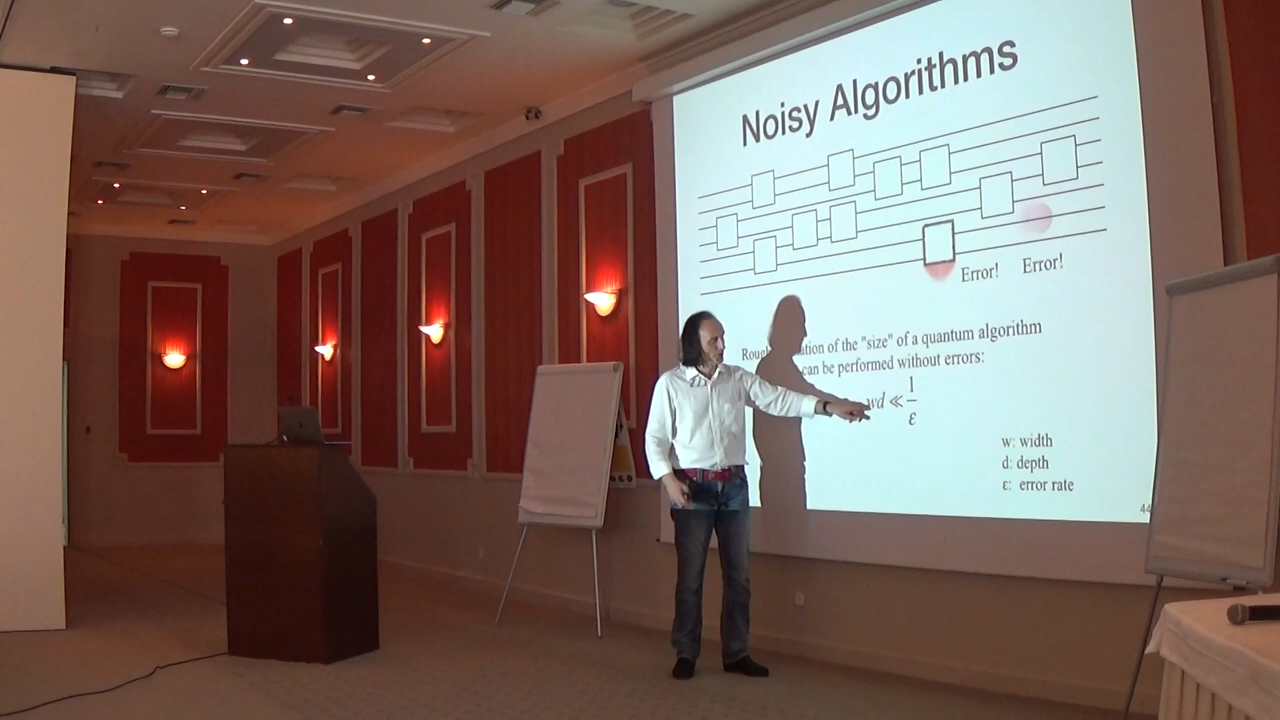 Noisy Algorithms
Error! Error!
Rough of the "size" of a quantum algorithm
can be performed without errors:
wd ≪ 1/ε
w: width
d: depth
ε: error rate
44